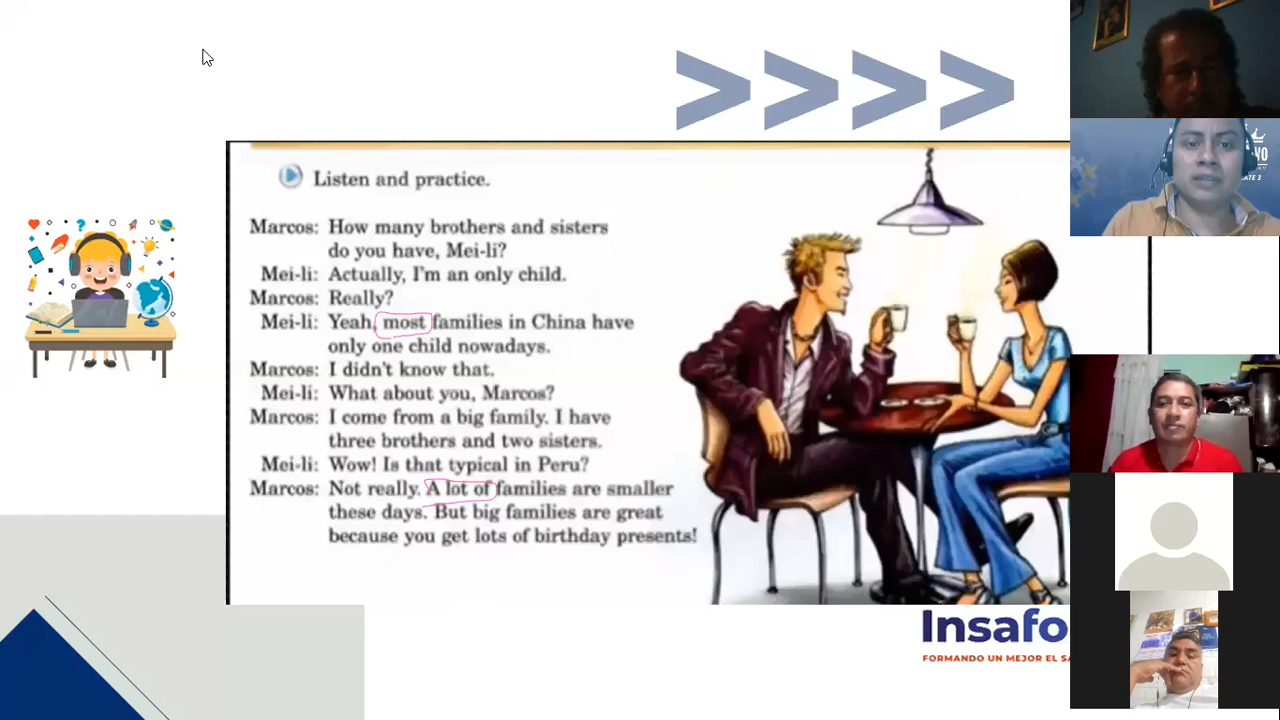 Listen and practice.
Marcos: How many brothers and sisters
do you have, Mei-li?
Mei-li: Actually, I'm an only child.
Marcos: Really?
Mei-li: Yeah, most families in China have
only one child nowadays.
Marcos: I didn't know that.
Mei-li: What about you, Marcos?
Marcos: I come from a big family. I have
three brothers and two sisters.
Mei-li: Wow! Is that typical in Peru?
Marcos: Not really. A lot of families are smaller
these days. But big families are great
because you get lots of birthday presents!
Insafo
FORMANDO UN MEJOR EL SA